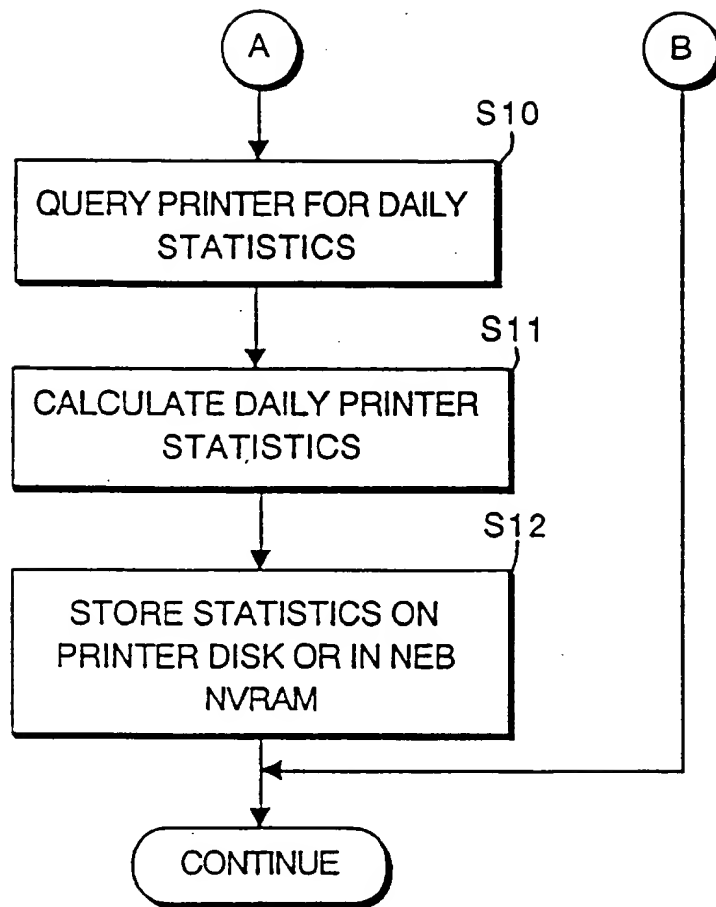 A
B
S10
QUERY PRINTER FOR DAILY
STATISTICS
S11
CALCULATE DAILY PRINTER
STATISTICS
S12
STORE STATISTICS ON
PRINTER DISK OR IN NEB
NVRAM
CONTINUE